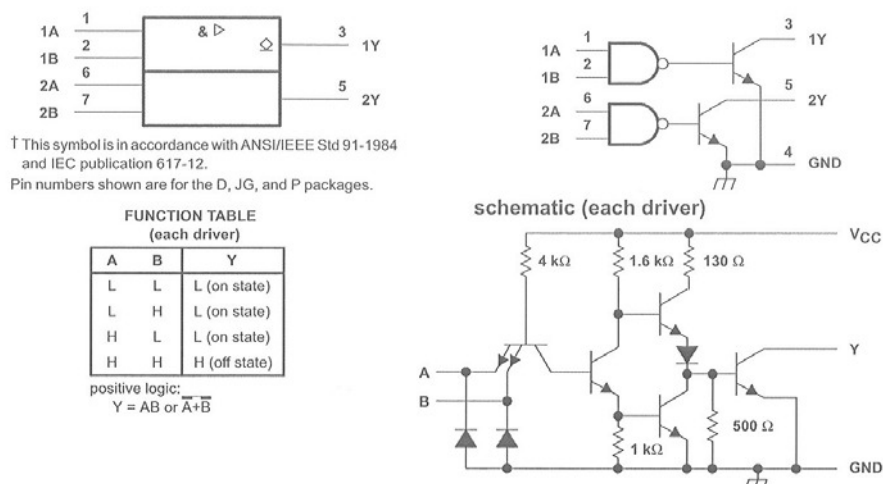 1A
1
1B
2
2A
6
2B
7
& ▷
3
1Y
5
2Y
† This symbol is in accordance with ANSI/IEEE Std 91-1984
and IEC publication 617-12.
Pin numbers shown are for the D, JG, and P packages.
FUNCTION TABLE
(each driver)
A B Y
L L L (on state)
L H L (on state)
H L L (on state)
H H H (off state)
positive logic:
Y = AB or A̅+̅B̅
1A
1
1B
2
2A
6
2B
7
3
1Y
5
2Y
4
GND
schematic (each driver)
VCC
4 kΩ
1.6 kΩ
130 Ω
A
B
Y
1 kΩ
500 Ω
GND